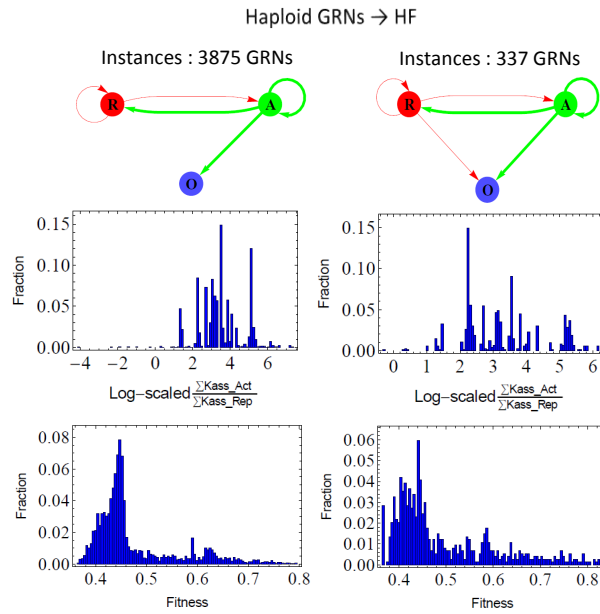 Haploid GRNs → HF
Instances : 3875 GRNs
Instances : 337 GRNs
R
A
O
R
A
O
Fraction
0.15
0.10
0.05
0.00
−4
−2
0
2
4
6
Log−scaled ∑Kass_Act
∑Kass_Rep
Fraction
0.15
0.10
0.05
0.00
0
1
2
3
4
5
6
Log−scaled ∑Kass_Act
∑Kass_Rep
Fraction
0.08
0.06
0.04
0.02
0.00
0.4
0.5
0.6
0.7
0.8
Fitness
Fraction
0.06
0.05
0.04
0.03
0.02
0.01
0.00
0.4
0.5
0.6
0.7
0.8
Fitness